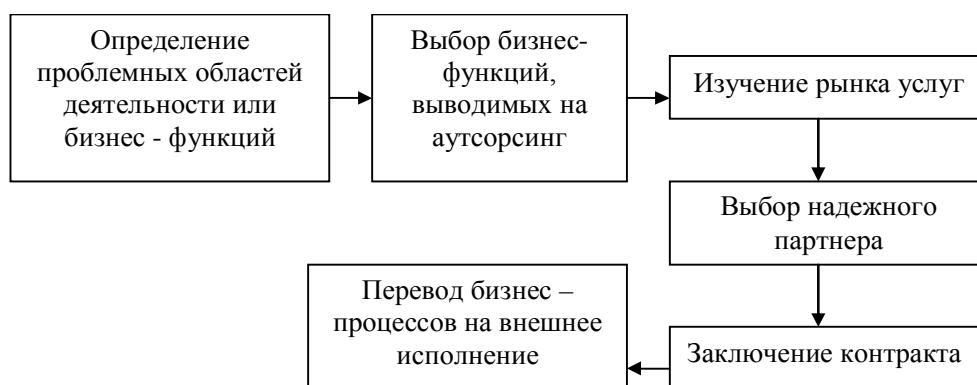 Определение
проблемных областей
деятельности или
бизнес - функций
Выбор бизнес-
функций,
выводимых на
аутсорсинг
Изучение рынка услуг
Выбор надежного
партнера
Заключение контракта
Перевод бизнес –
процессов на внешнее
исполнение